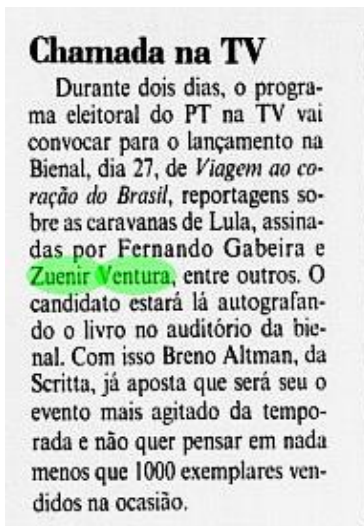 Chamada na TV
Durante dois dias, o progra-
ma eleitoral do PT na TV vai
convocar para o lançamento na
Bienal, dia 27, de Viagem ao co-
ração do Brasil, reportagens so-
bre as caravanas de Lula, assina-
das por Fernando Gabeira e
Zuenir Ventura, entre outros. O
candidato estará lá autografan-
do o livro no auditório da bie-
nal. Com isso Breno Altman, da
Scritta, já aposta que será seu o
evento mais agitado da tempo-
rada e não quer pensar em nada
menos que 1000 exemplares ven-
didos na ocasião.